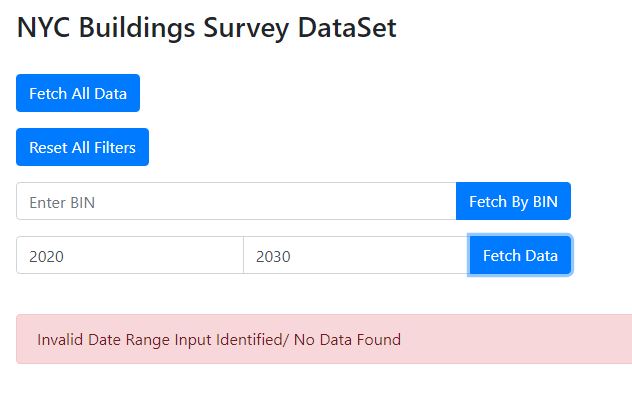 NYC Buildings Survey DataSet
Fetch All Data
Reset All Filters
Enter BIN Fetch By BIN
2020 2030 Fetch Data
Invalid Date Range Input Identified/ No Data Found